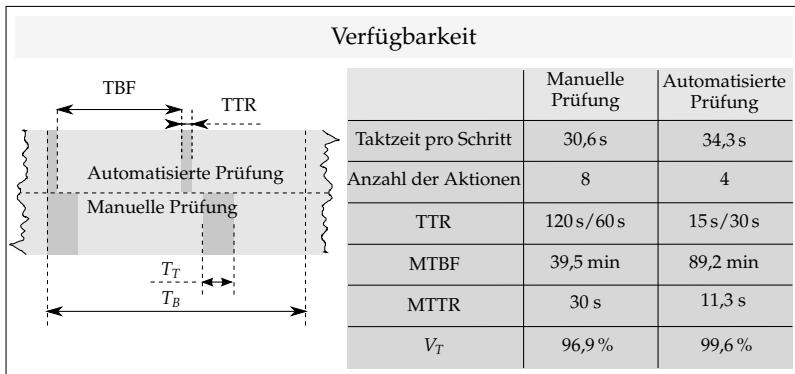 Verfügbarkeit
TBF
TTR
Automatisierte Prüfung
Manuelle Prüfung
T_T
T_B
Manuelle Prüfung
Automatisierte Prüfung
Taktzeit pro Schritt 30,6 s 34,3 s
Anzahl der Aktionen 8 4
TTR 120 s/60 s 15 s/30 s
MTBF 39,5 min 89,2 min
MTTR 30 s 11,3 s
V_T 96,9 % 99,6 %